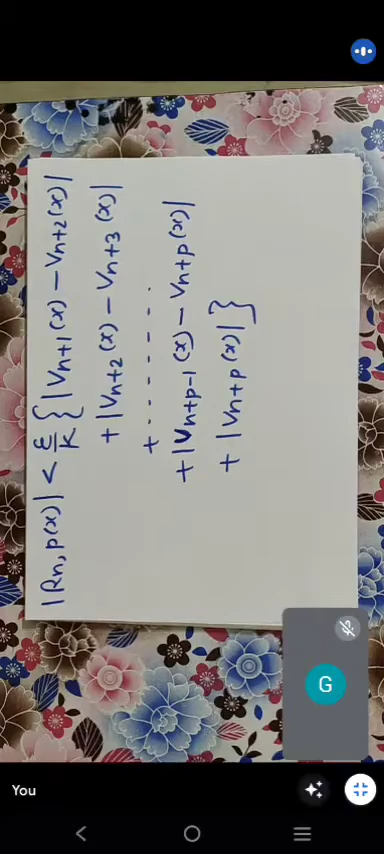 |Rn,p(x)| < ε/K { |Vn+1(x) − Vn+2(x)|
+ |Vn+2(x) − Vn+3(x)|
+ . . . . . . . .
+ |Vn+p-1(x) − Vn+p(x)|
+ |Vn+p(x)| }
G
You